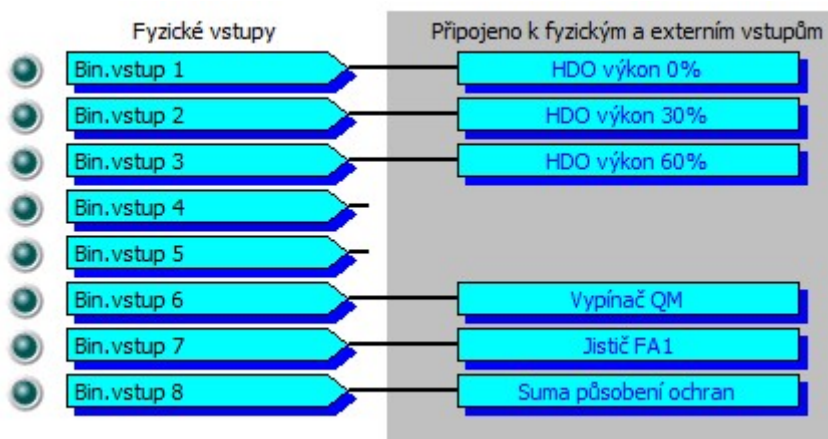 Fyzické vstupy
Připojeno k fyzickým a externím vstupům
Bin.vstup 1
HDO výkon 0%
Bin.vstup 2
HDO výkon 30%
Bin.vstup 3
HDO výkon 60%
Bin.vstup 4
Bin.vstup 5
Bin.vstup 6
Vypínač QM
Bin.vstup 7
Jistič FA1
Bin.vstup 8
Suma působení ochran